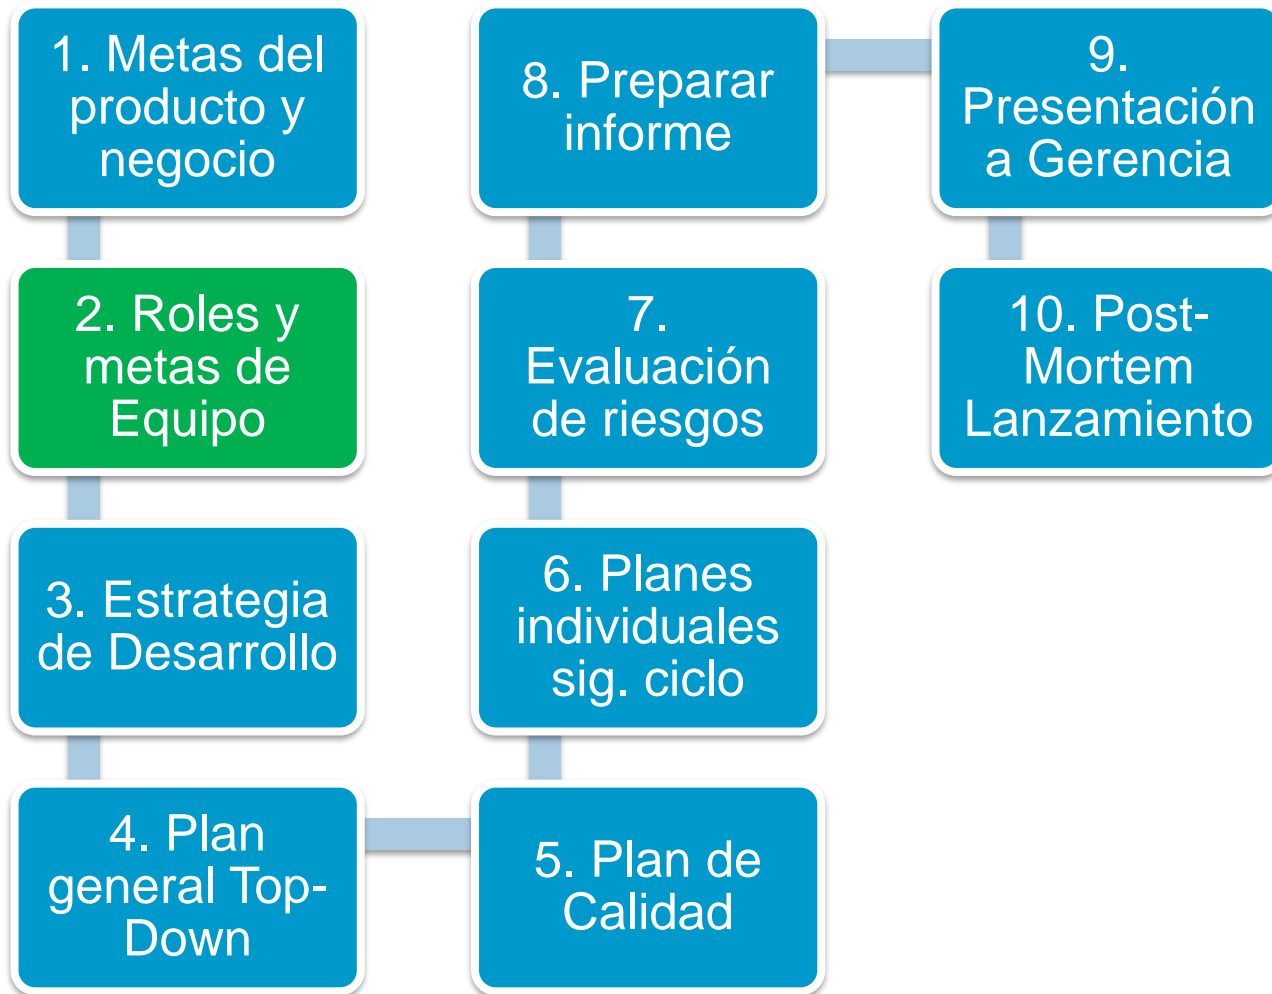 1. Metas del
producto y
negocio
2. Roles y
metas de
Equipo
3. Estrategia
de Desarrollo
4. Plan
general Top-
Down
5. Plan de
Calidad
6. Planes
individuales
sig. ciclo
7.
Evaluación
de riesgos
8. Preparar
informe
9.
Presentación
a Gerencia
10. Post-
Mortem
Lanzamiento